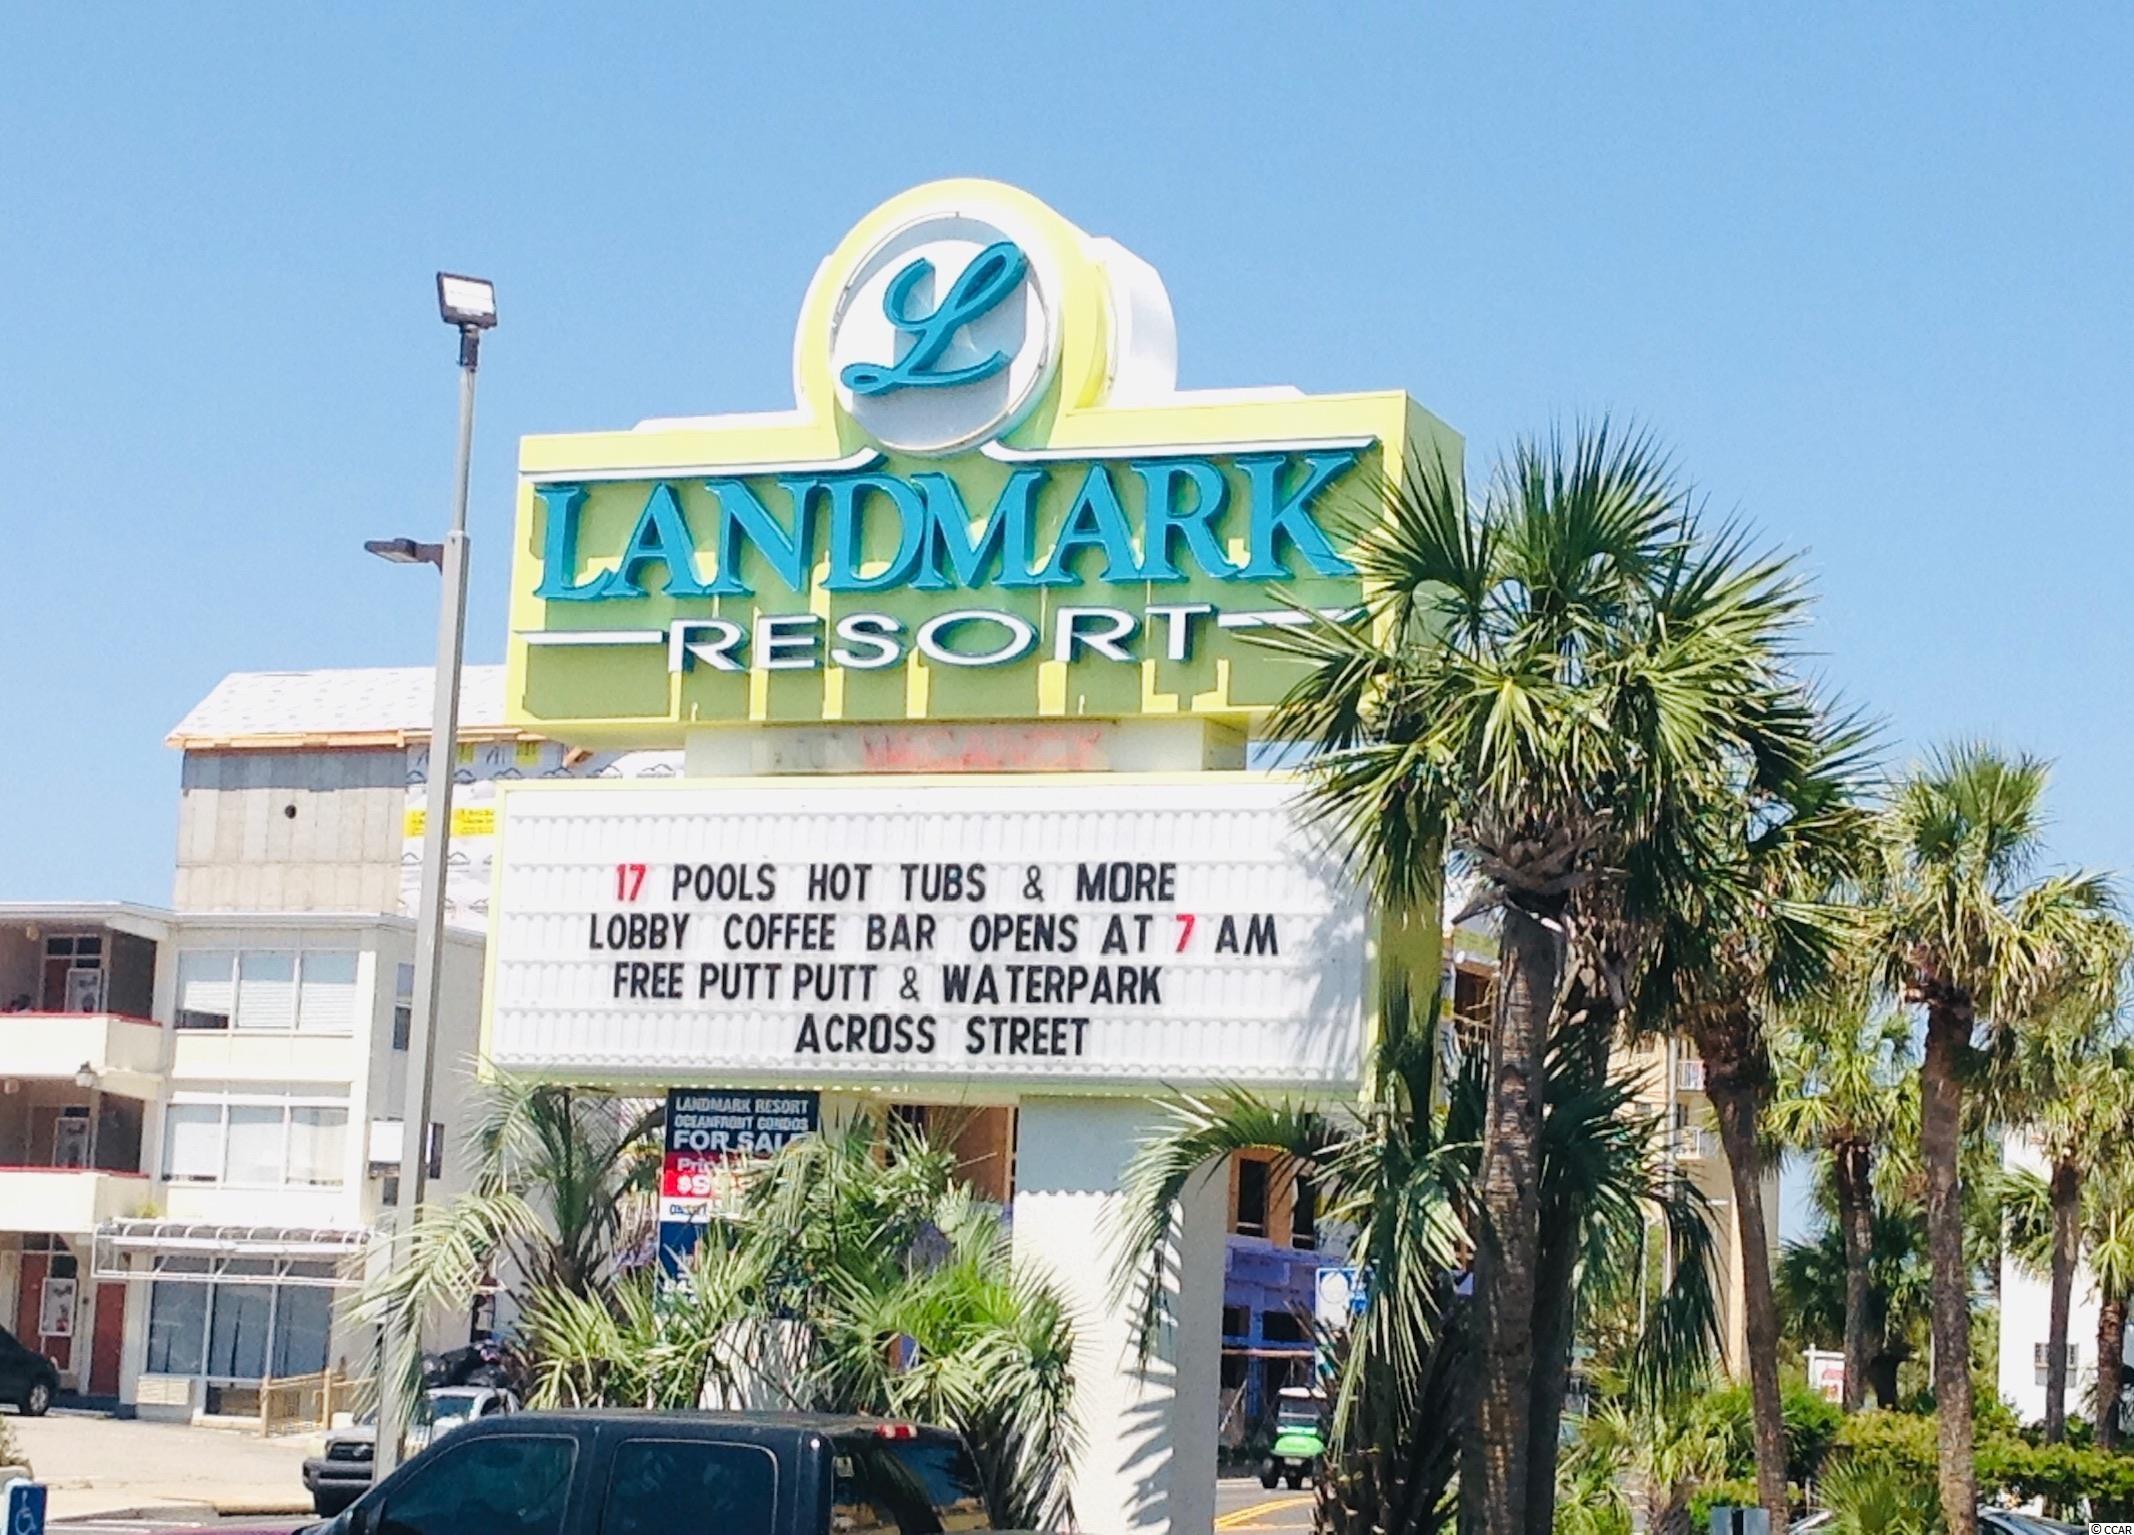 L
LANDMARK
RESORT
VACANCY
17 POOLS HOT TUBS & MORE
LOBBY COFFEE BAR OPENS AT 7 AM
FREE PUTT PUTT & WATERPARK
ACROSS STREET
LANDMARK RESORT
OCEANFRONT CONDOS
FOR SALE
© CCAR